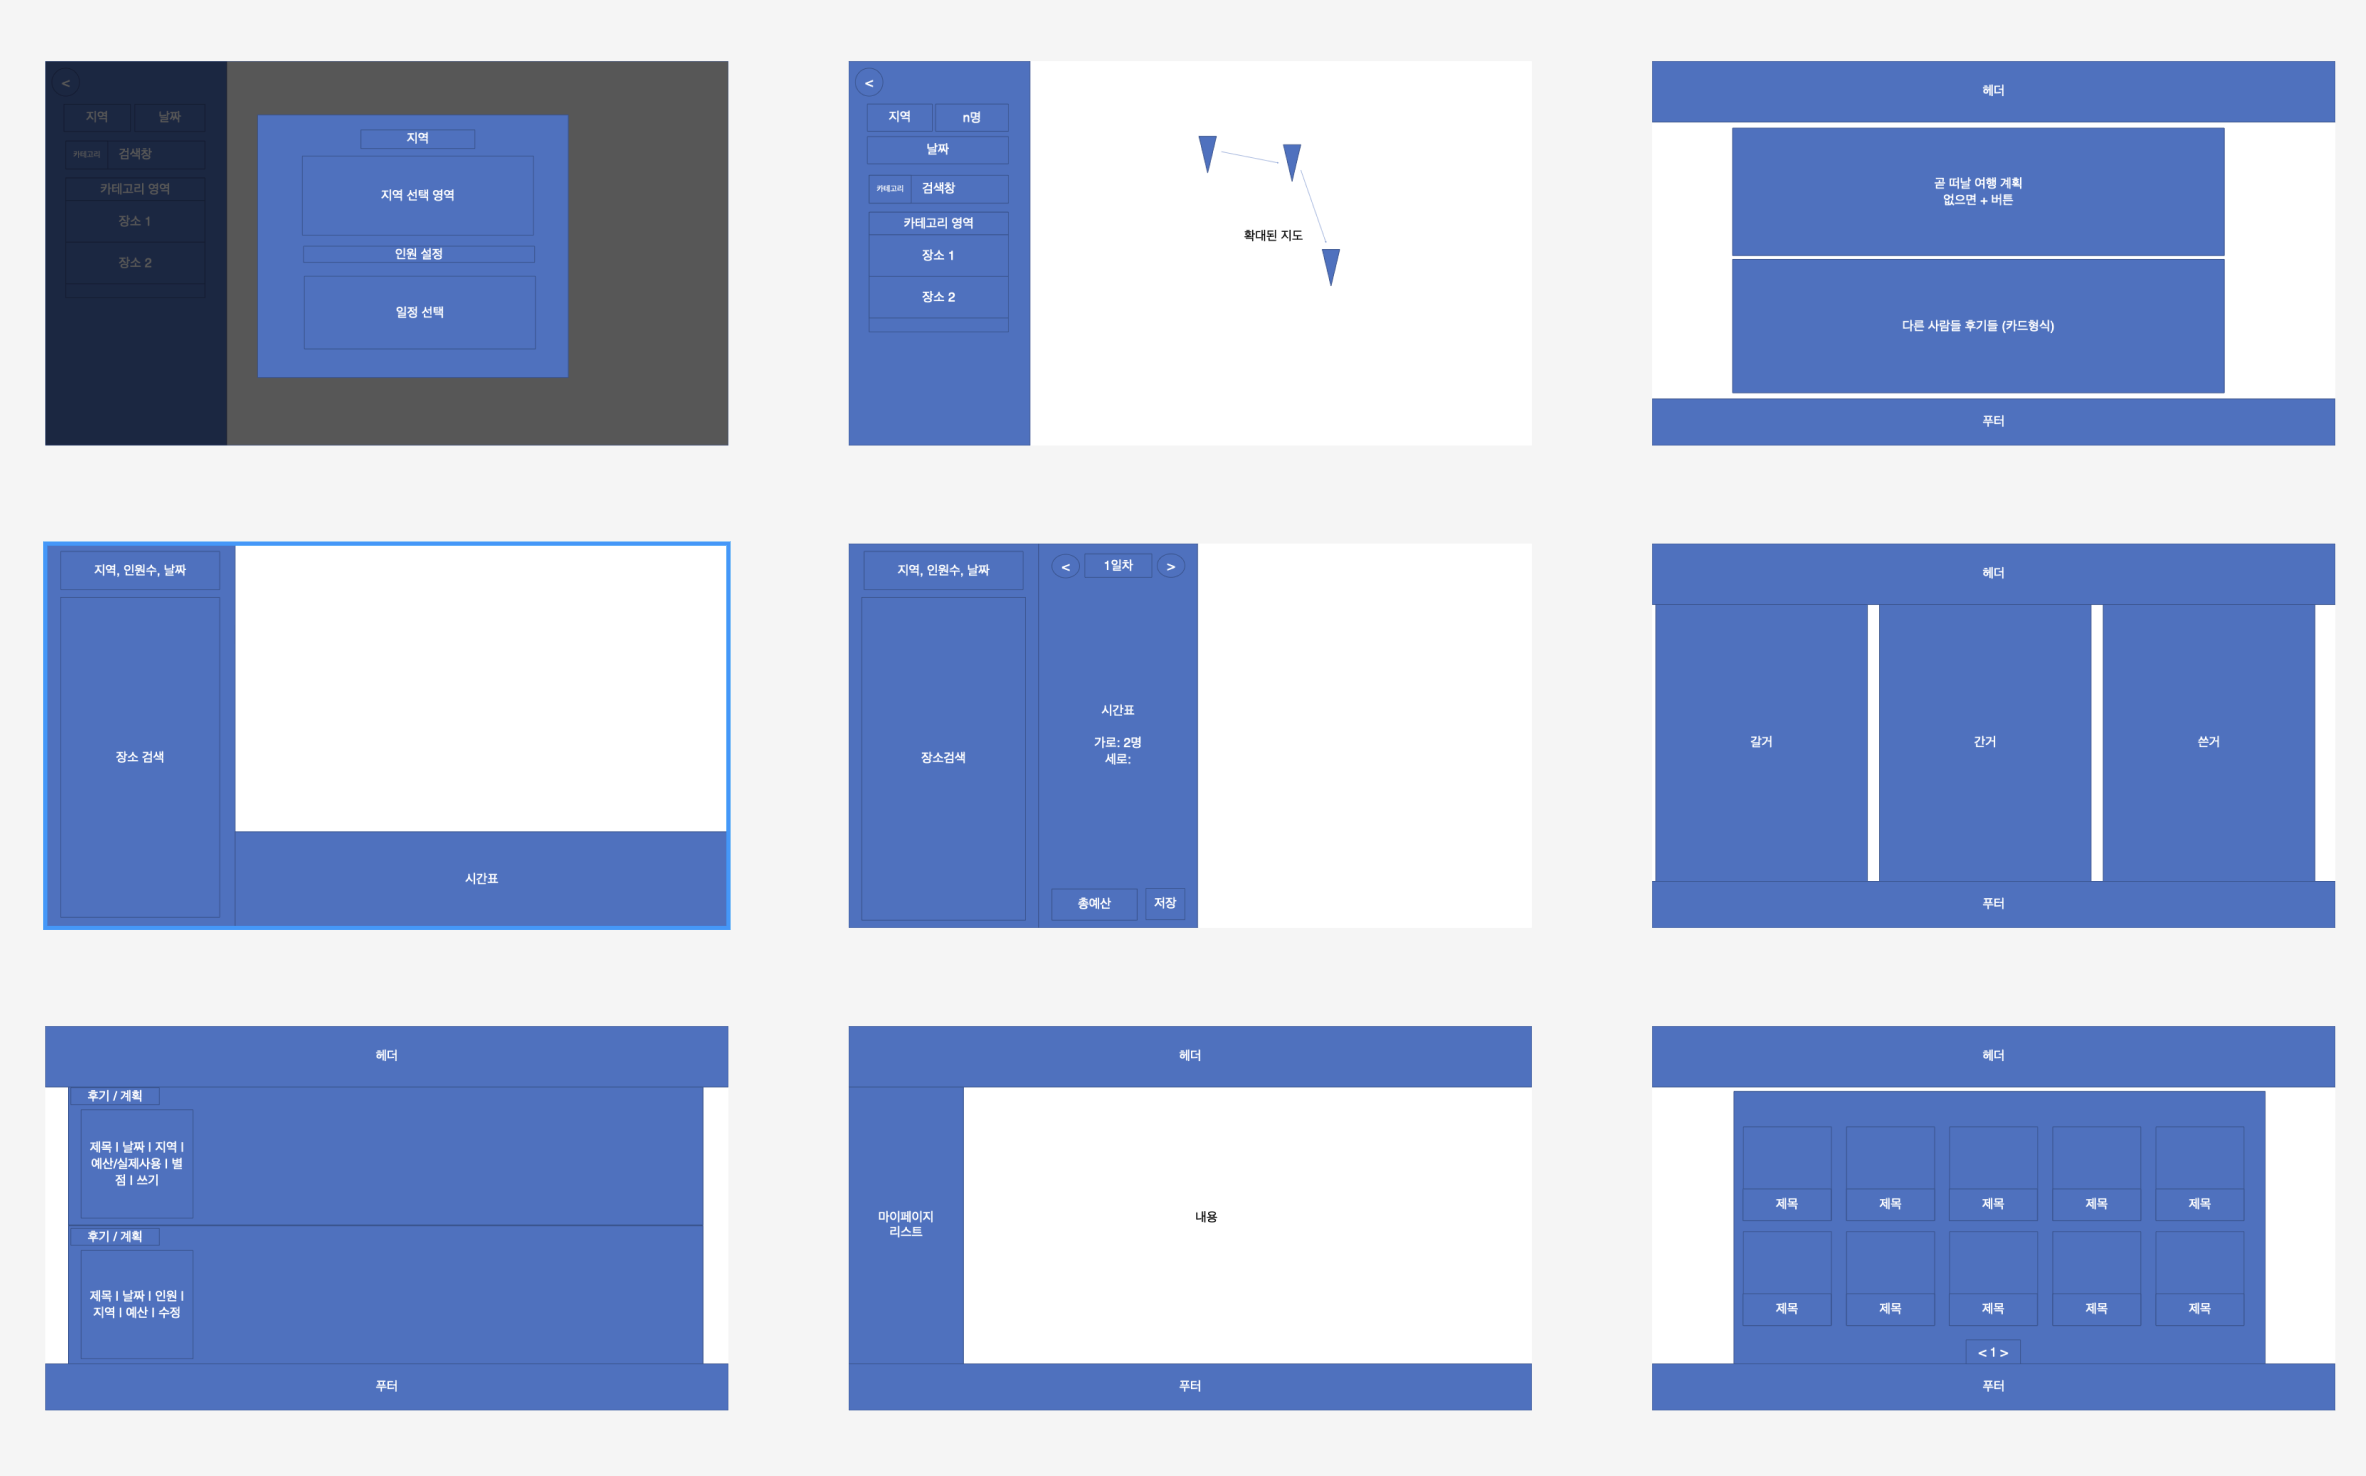 <
지역
날짜
카테고리
검색창
카테고리 영역
장소 1
장소 2
지역
지역 선택 영역
인원 설정
일정 선택
<
지역
n명
날짜
카테고리
검색창
카테고리 영역
장소 1
장소 2
확대된 지도
헤더
곧 떠날 여행 계획
없으면 + 버튼
다른 사람들 후기들 (카드형식)
푸터
지역, 인원수, 날짜
장소 검색
시간표
지역, 인원수, 날짜
장소검색
<
1일차
>
시간표
가로: 2명
세로:
총예산
저장
헤더
갈거
간거
쓴거
푸터
헤더
후기 / 계획
제목 | 날짜 | 지역 |
예산/실제사용 | 별
점 | 쓰기
후기 / 계획
제목 | 날짜 | 인원 |
지역 | 예산 | 수정
푸터
헤더
마이페이지
리스트
내용
푸터
헤더
제목
제목
제목
제목
제목
제목
제목
제목
제목
제목
< 1 >
푸터